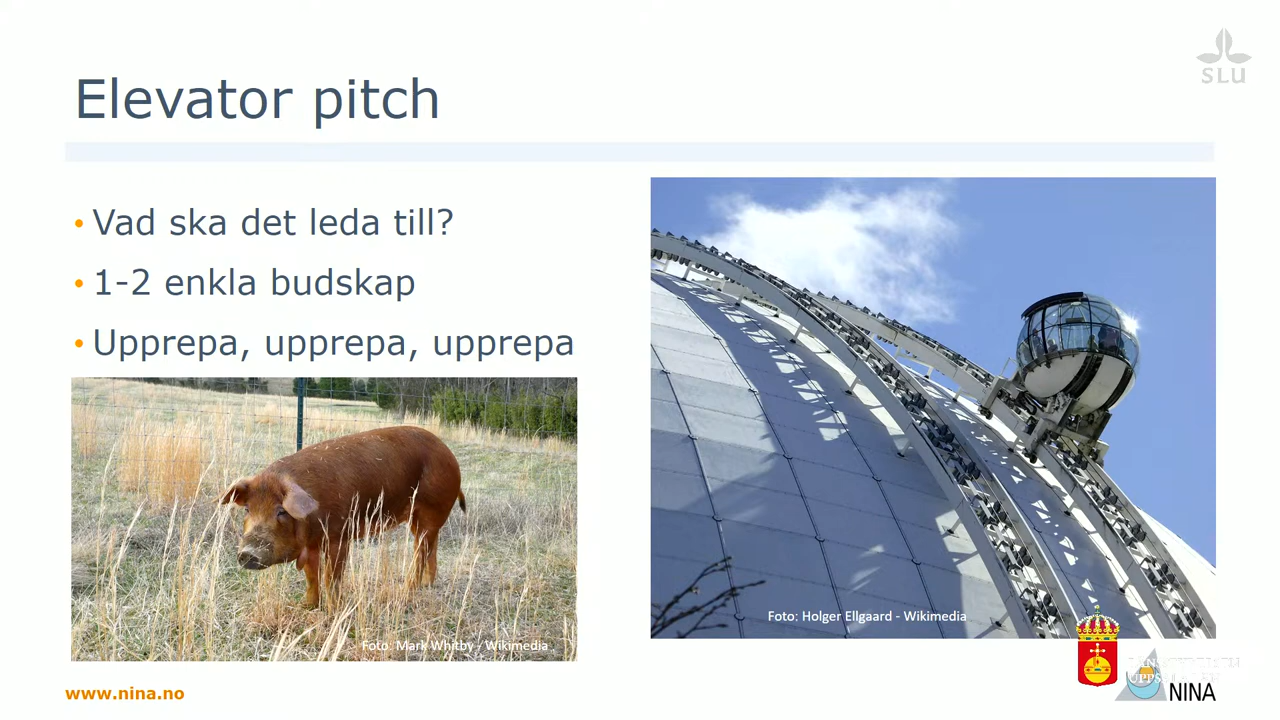 SLU
Elevator pitch
• Vad ska det leda till?
• 1-2 enkla budskap
• Upprepa, upprepa, upprepa
Foto: Holger Ellgaard - Wikimedia
Foto: Mark Whitby - Wikimedia
www.nina.no
NINA